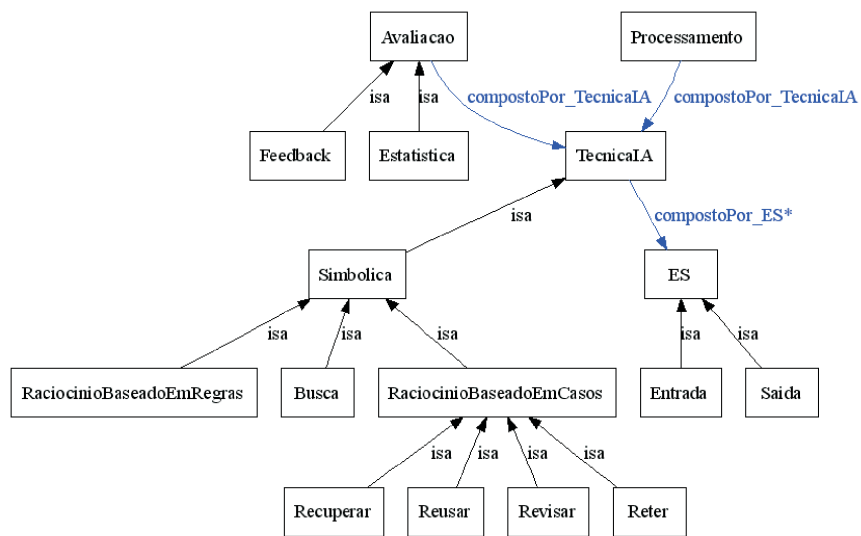 Avaliacao
Processamento
isa
isa
compostoPor_TecnicaIA
compostoPor_TecnicaIA
Feedback
Estatistica
TecnicaIA
isa
compostoPor_ES*
Simbolica
ES
isa
isa
isa
isa
isa
RaciocinioBaseadoEmRegras
Busca
RaciocinioBaseadoEmCasos
Entrada
Saida
isa
isa
isa
isa
Recuperar
Reusar
Revisar
Reter